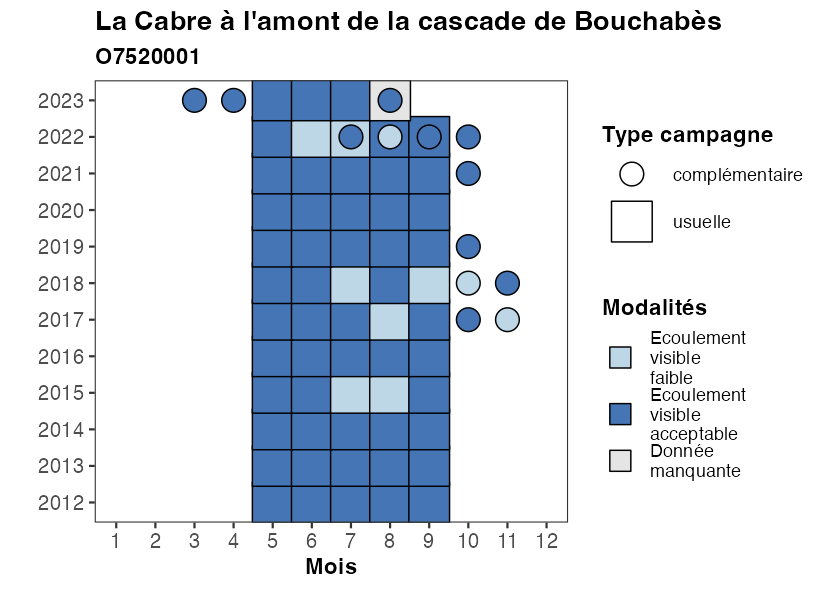 La Cabre à l'amont de la cascade de Bouchabès
O7520001
2023
2022
2021
2020
2019
2018
2017
2016
2015
2014
2013
2012
1 2 3 4 5 6 7 8 9 10 11 12
Mois
Type campagne
complémentaire
usuelle
Modalités
Ecoulement
visible
faible
Ecoulement
visible
acceptable
Donnée
manquante